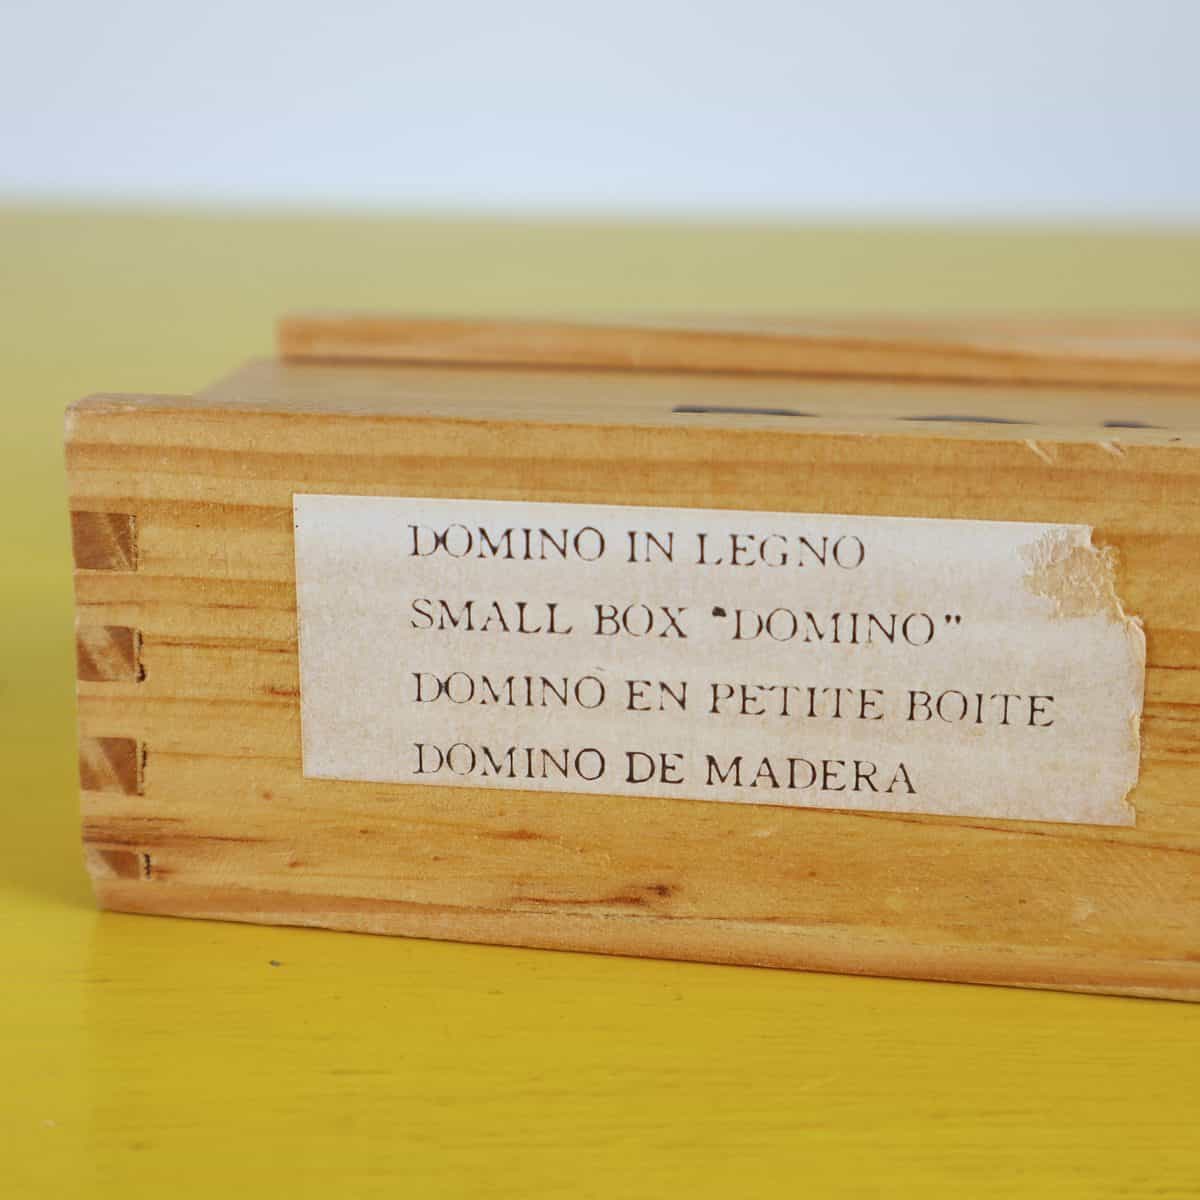 DOMINO IN LEGNO
SMALL BOX "DOMINO"
DOMINO EN PETITE BOITE
DOMINO DE MADERA